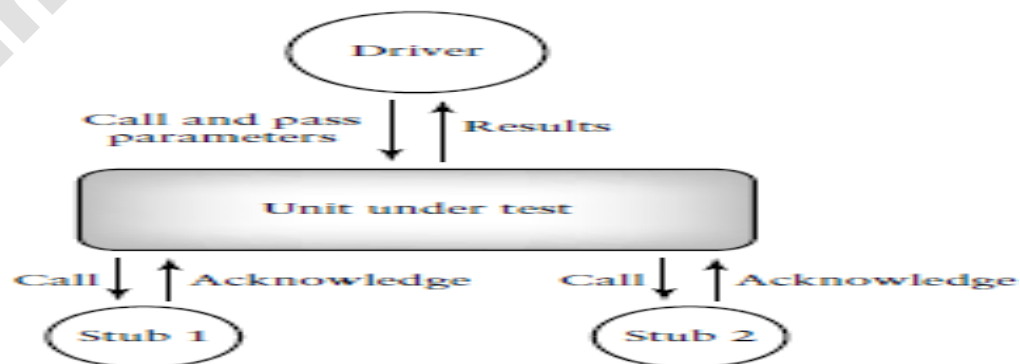 Driver
Call and pass
parameters
Results
Unit under test
Call
Acknowledge
Call
Acknowledge
Stub 1
Stub 2